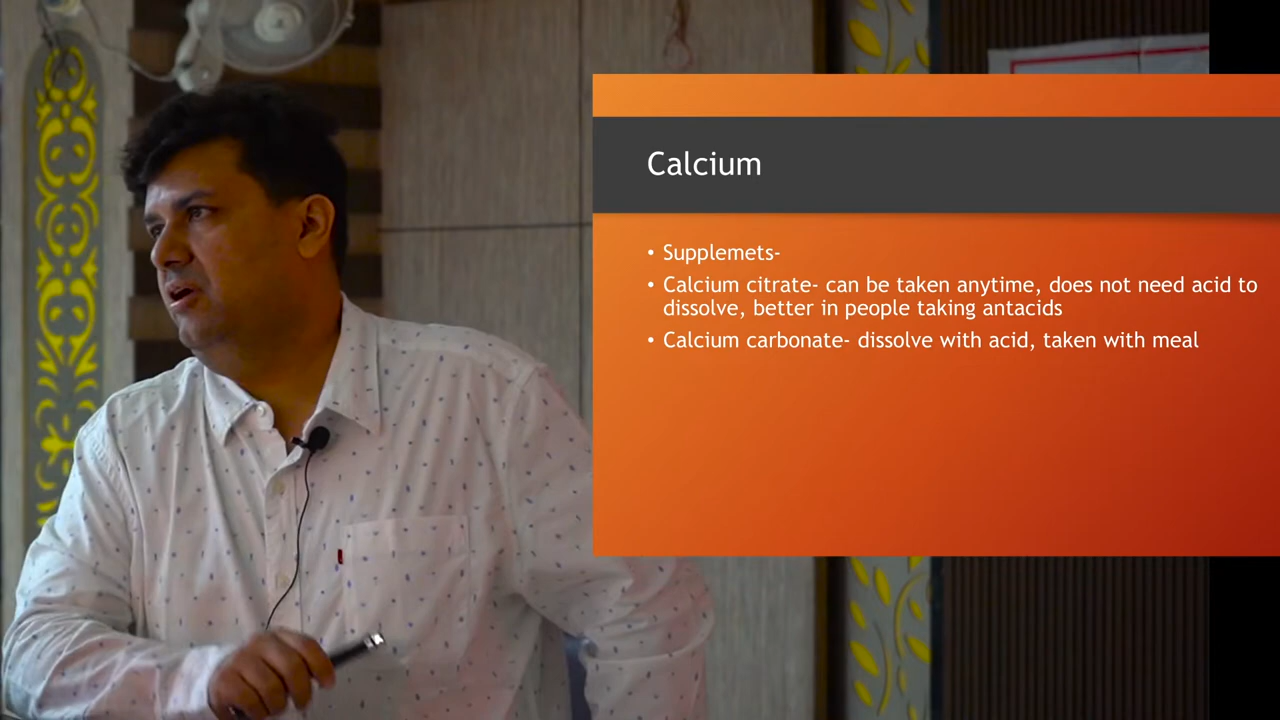 Calcium
• Supplemets-
• Calcium citrate- can be taken anytime, does not need acid to
dissolve, better in people taking antacids
• Calcium carbonate- dissolve with acid, taken with meal